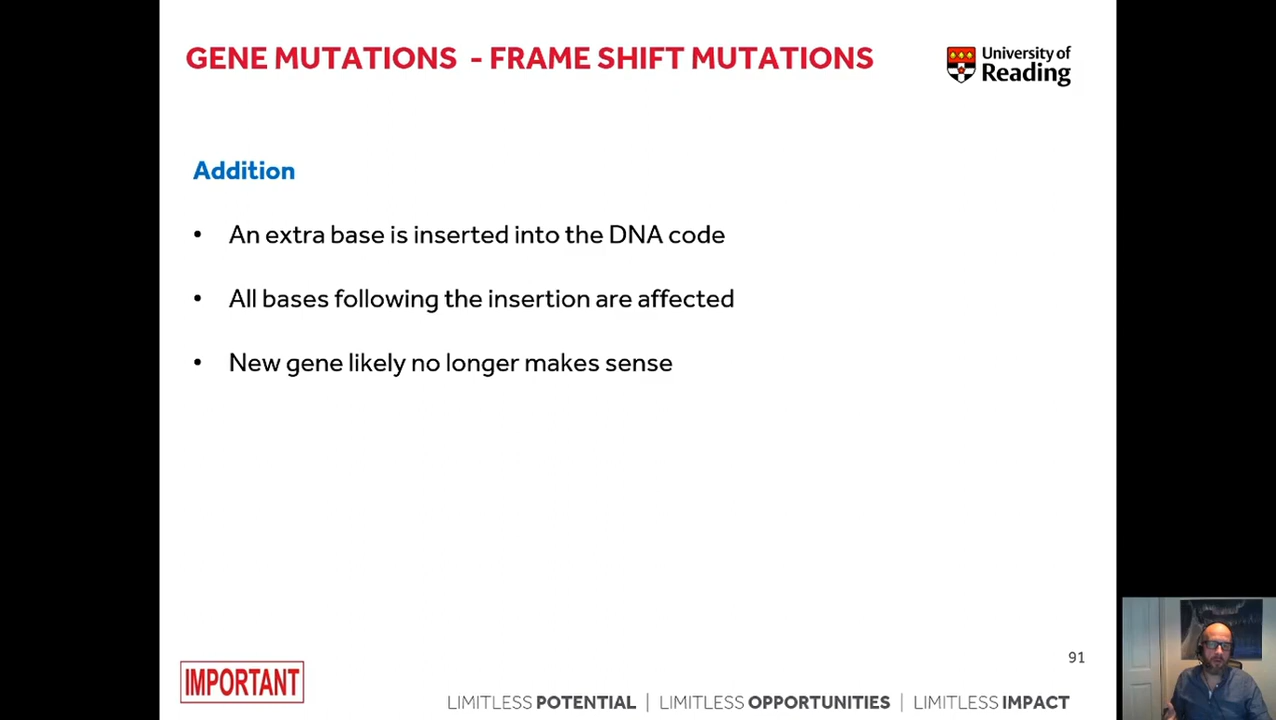 GENE MUTATIONS - FRAME SHIFT MUTATIONS
University of
Reading
Addition
• An extra base is inserted into the DNA code
• All bases following the insertion are affected
• New gene likely no longer makes sense
91
IMPORTANT
LIMITLESS POTENTIAL | LIMITLESS OPPORTUNITIES | LIMITLESS IMPACT